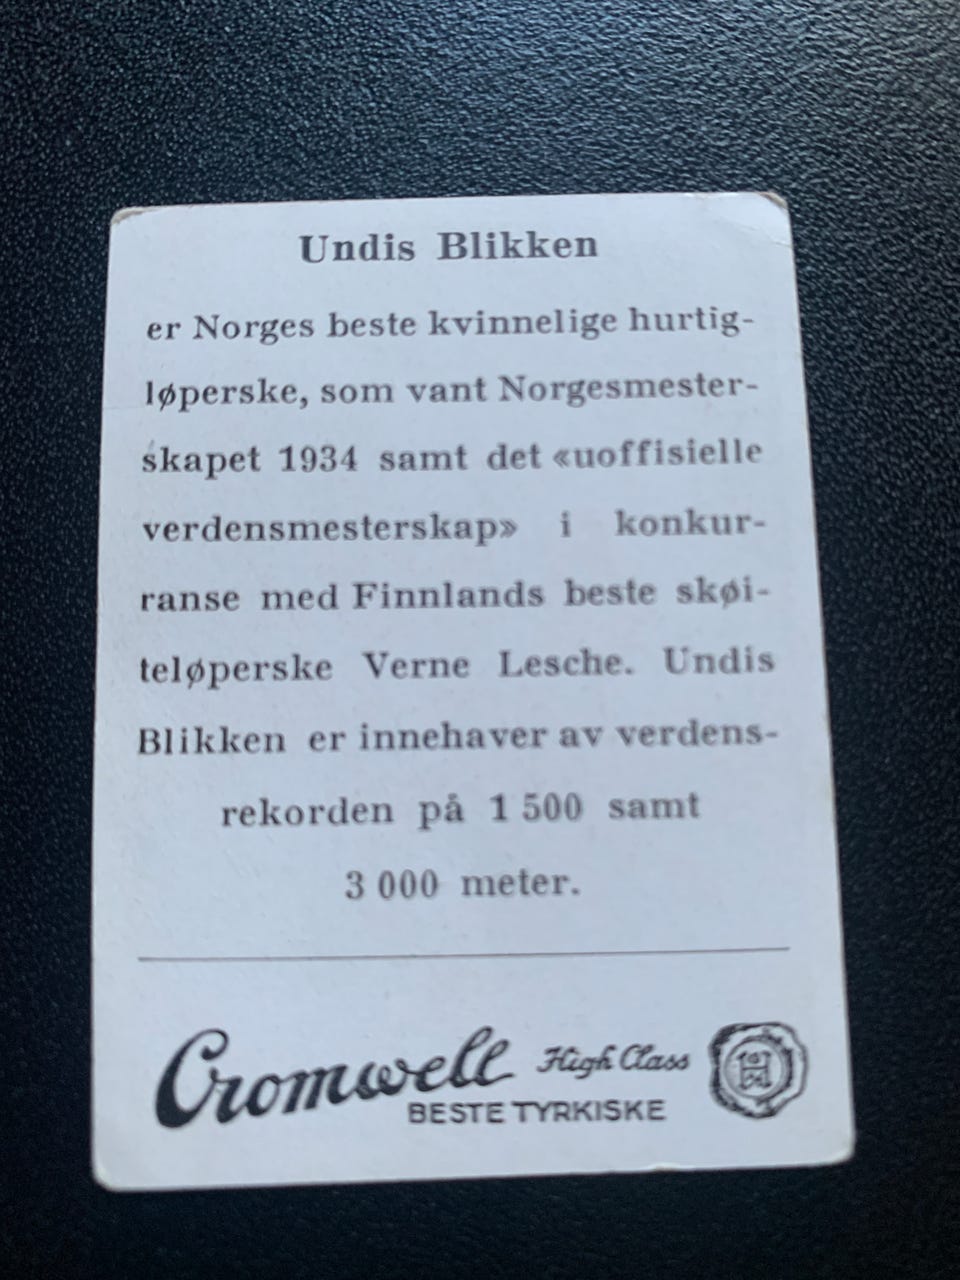 Undis Blikken
er Norges beste kvinnelige hurtig-
løperske, som vant Norgesmester-
skapet 1934 samt det «uoffisielle
verdensmesterskap» i konkur-
ranse med Finnlands beste skøi-
teløperske Verne Lesche. Undis
Blikken er innehaver av verdens-
rekorden på 1 500 samt
3 000 meter.
Cromwell High Class
BESTE TYRKISKE